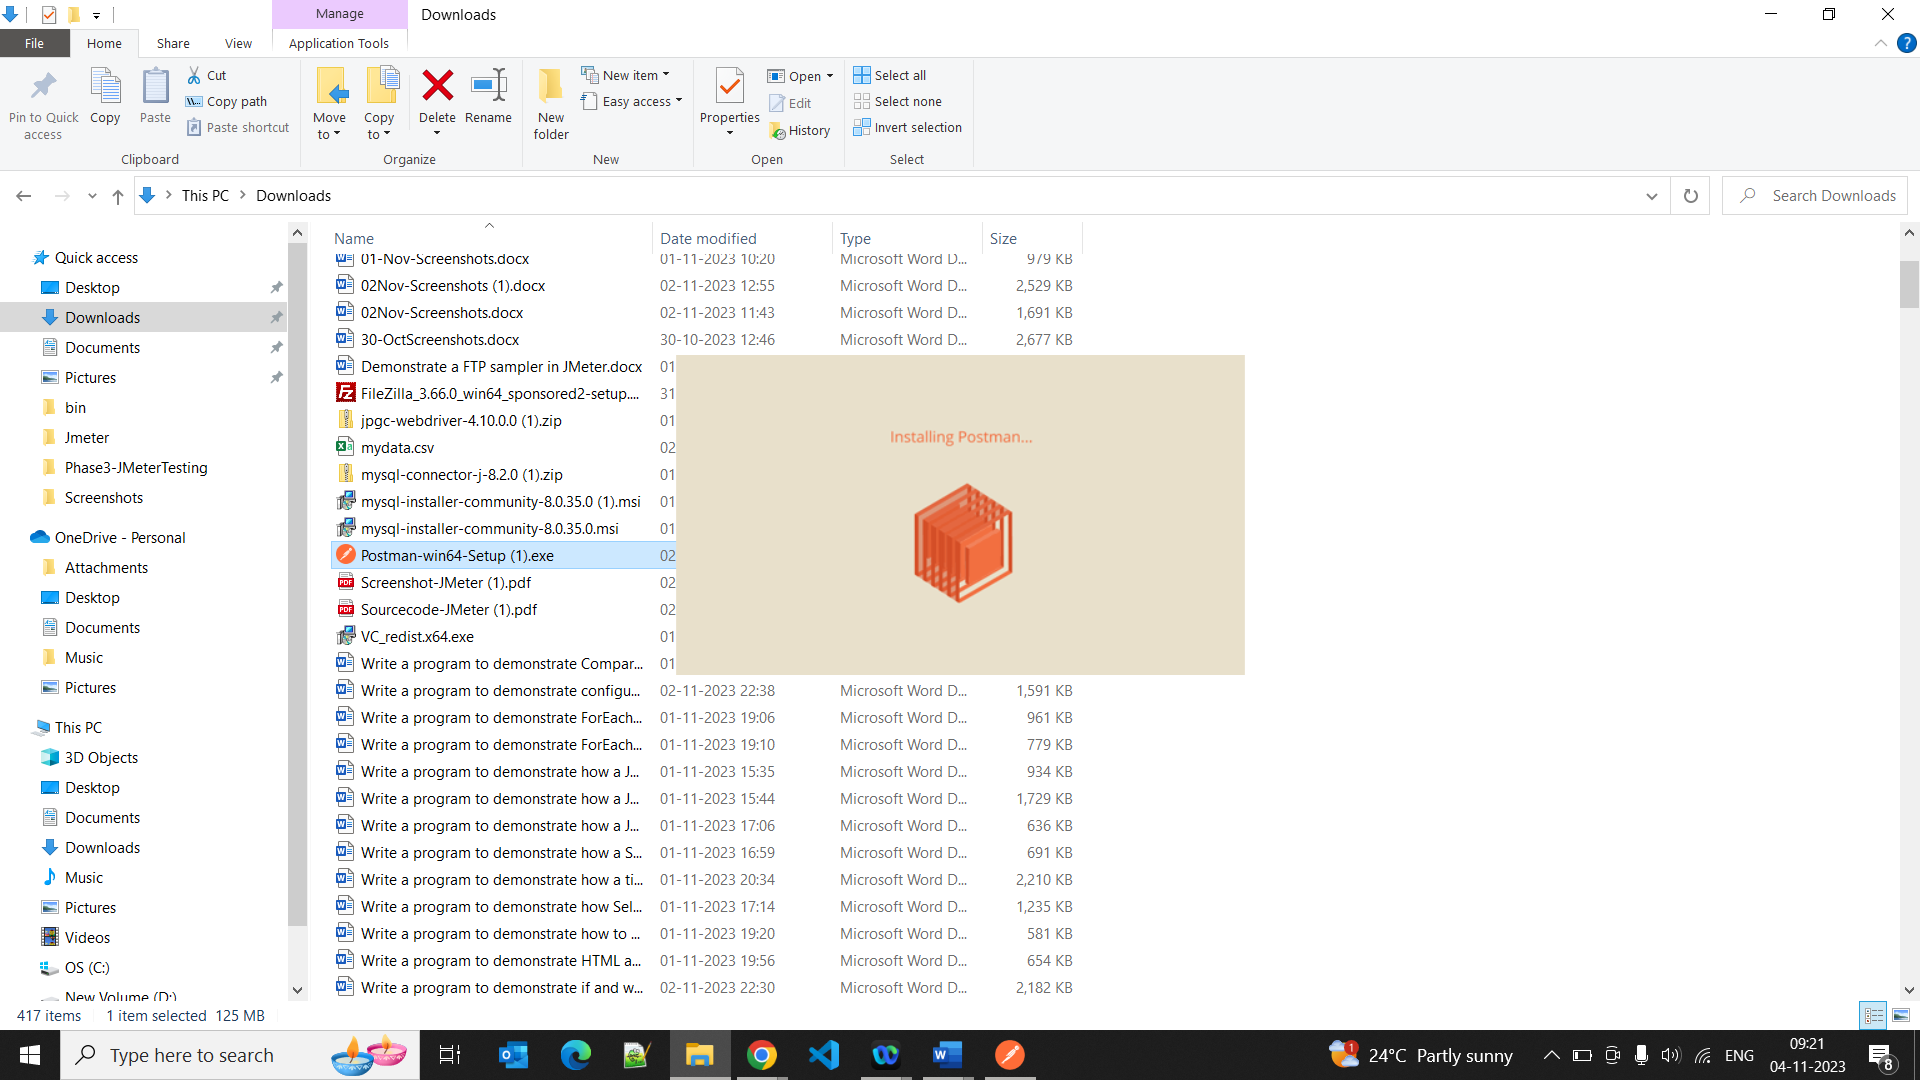 Manage
Downloads
File
Home
Share
View
Application Tools
Pin to Quick access
Copy
Paste
Cut
Copy path
Paste shortcut
Clipboard
Move to
Copy to
Delete
Rename
Organize
New folder
New item
Easy access
New
Properties
Open
Edit
History
Open
Select all
Select none
Invert selection
Select
This PC
Downloads
Search Downloads
Quick access
Desktop
Downloads
Documents
Pictures
bin
Jmeter
Phase3-JMeterTesting
Screenshots
OneDrive - Personal
Attachments
Desktop
Documents
Music
Pictures
This PC
3D Objects
Desktop
Documents
Downloads
Music
Pictures
Videos
OS (C:)
New Volume (D:)
Name Date modified Type Size
01-Nov-Screenshots.docx 01-11-2023 10:20 Microsoft Word D... 979 KB
02Nov-Screenshots (1).docx 02-11-2023 12:55 Microsoft Word D... 2,529 KB
02Nov-Screenshots.docx 02-11-2023 11:43 Microsoft Word D... 1,691 KB
30-OctScreenshots.docx 30-10-2023 12:46 Microsoft Word D... 2,677 KB
Demonstrate a FTP sampler in JMeter.docx 01
FileZilla_3.66.0_win64_sponsored2-setup.... 31
jpgc-webdriver-4.10.0.0 (1).zip 01
mydata.csv 02
mysql-connector-j-8.2.0 (1).zip 01
mysql-installer-community-8.0.35.0 (1).msi 01
mysql-installer-community-8.0.35.0.msi 01
Postman-win64-Setup (1).exe 02
Screenshot-JMeter (1).pdf 02
Sourcecode-JMeter (1).pdf 02
VC_redist.x64.exe 01
Write a program to demonstrate Compar... 01
Write a program to demonstrate configu... 02-11-2023 22:38 Microsoft Word D... 1,591 KB
Write a program to demonstrate ForEach... 01-11-2023 19:06 Microsoft Word D... 961 KB
Write a program to demonstrate ForEach... 01-11-2023 19:10 Microsoft Word D... 779 KB
Write a program to demonstrate how a J... 01-11-2023 15:35 Microsoft Word D... 934 KB
Write a program to demonstrate how a J... 01-11-2023 15:44 Microsoft Word D... 1,729 KB
Write a program to demonstrate how a J... 01-11-2023 17:06 Microsoft Word D... 636 KB
Write a program to demonstrate how a S... 01-11-2023 16:59 Microsoft Word D... 691 KB
Write a program to demonstrate how a ti... 01-11-2023 20:34 Microsoft Word D... 2,210 KB
Write a program to demonstrate how Sel... 01-11-2023 17:14 Microsoft Word D... 1,235 KB
Write a program to demonstrate how to ... 01-11-2023 19:20 Microsoft Word D... 581 KB
Write a program to demonstrate HTML a... 01-11-2023 19:56 Microsoft Word D... 654 KB
Write a program to demonstrate if and w... 02-11-2023 22:30 Microsoft Word D... 2,182 KB
Installing Postman...
417 items 1 item selected 125 MB
Type here to search
1
24°C Partly sunny
ENG
09:21
04-11-2023
8